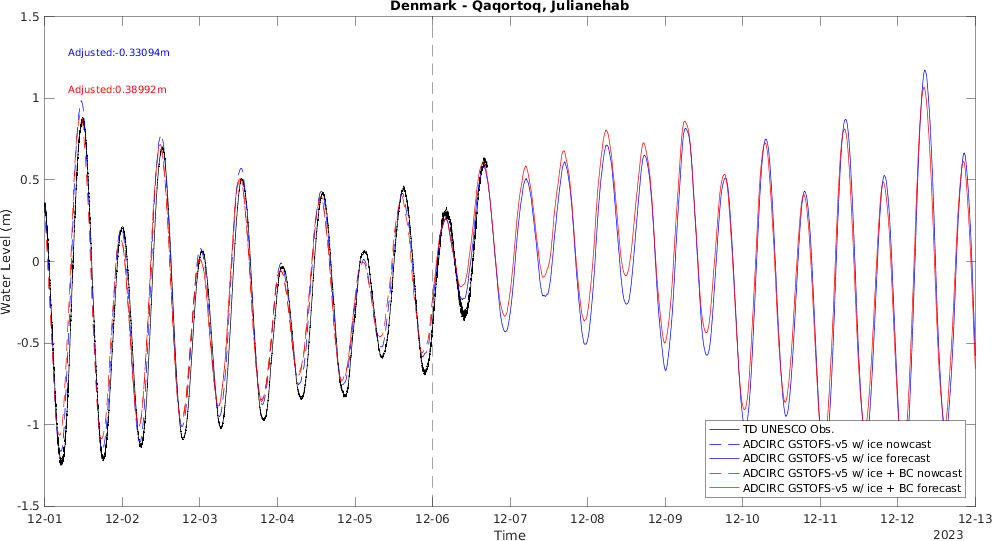 Denmark - Qaqortoq, Julianehab
Adjusted:-0.33094m
Adjusted:0.38992m
Water Level (m)
1.5
1
0.5
0
-0.5
-1
-1.5
TD UNESCO Obs.
ADCIRC GSTOFS-v5 w/ ice nowcast
ADCIRC GSTOFS-v5 w/ ice forecast
ADCIRC GSTOFS-v5 w/ ice + BC nowcast
ADCIRC GSTOFS-v5 w/ ice + BC forecast
12-01 12-02 12-03 12-04 12-05 12-06 12-07 12-08 12-09 12-10 12-11 12-12 12-13
Time
2023